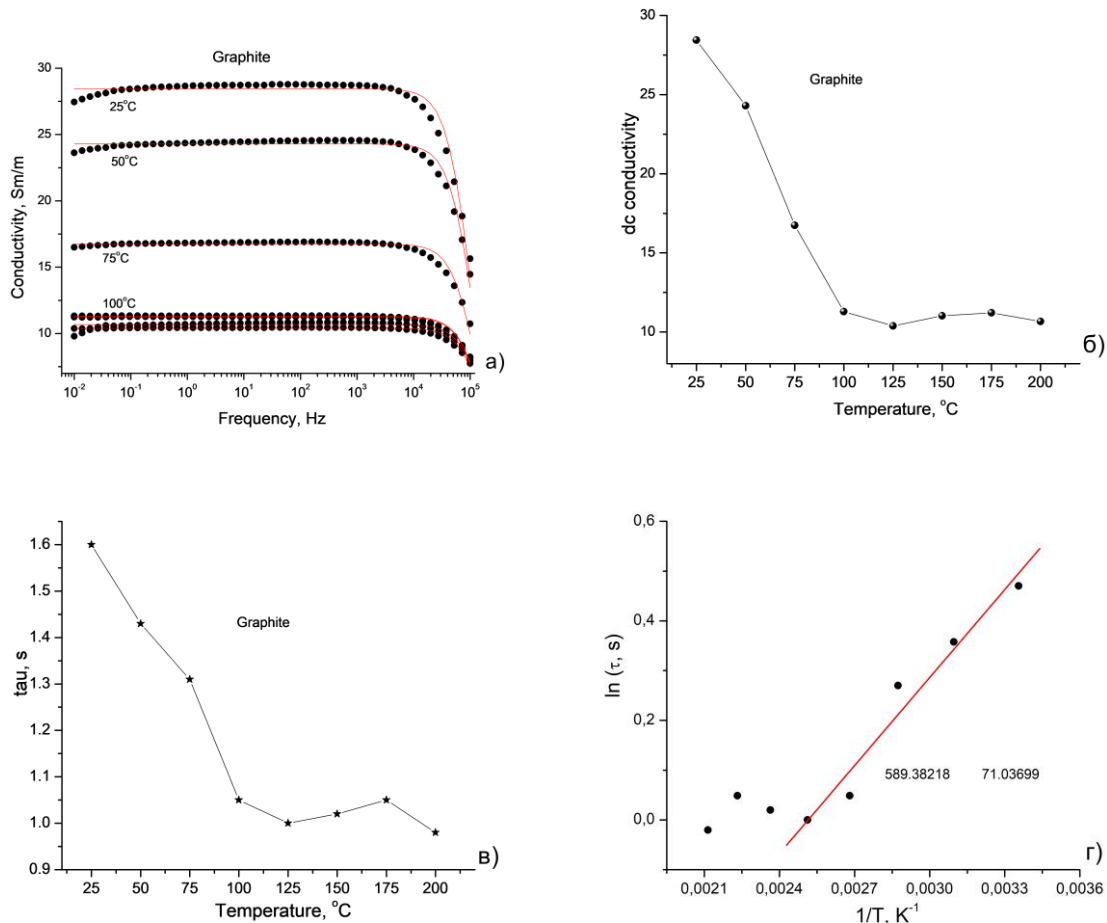 Graphite
30
25
20
15
10
25°C
50°C
75°C
100°C
10⁻² 10⁻¹ 10⁰ 10¹ 10² 10³ 10⁴ 10⁵
Conductivity, Sm/m
Frequency, Hz
а)
30
25
20
15
10
Graphite
25 50 75 100 125 150 175 200
dc conductivity
Temperature, °C
б)
1.6
1.5
1.4
1.3
1.2
1.1
1.0
0.9
Graphite
25 50 75 100 125 150 175 200
tau, s
Temperature, °C
в)
0,6
0,4
0,2
0,0
589.38218 71.03699
0,0021 0,0024 0,0027 0,0030 0,0033 0,0036
ln (τ, s)
1/T, K⁻¹
г)